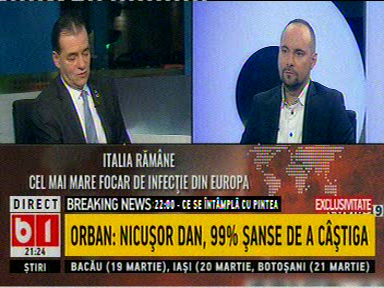 ITALIA RĂMÂNE
CEL MAI MARE FOCAR DE INFECȚIE DIN EUROPA
EXCLUSIVITATE
DIRECT
BREAKING NEWS 22:00 - CE SE ÎNTÂMPLĂ CU PINTEA
B1
ORBAN: NICUȘOR DAN, 99% ȘANSE DE A CÂȘTIGA
21:24
ȘTIRI
BACĂU (19 MARTIE), IAȘI (20 MARTIE), BOTOȘANI (21 MARTIE)